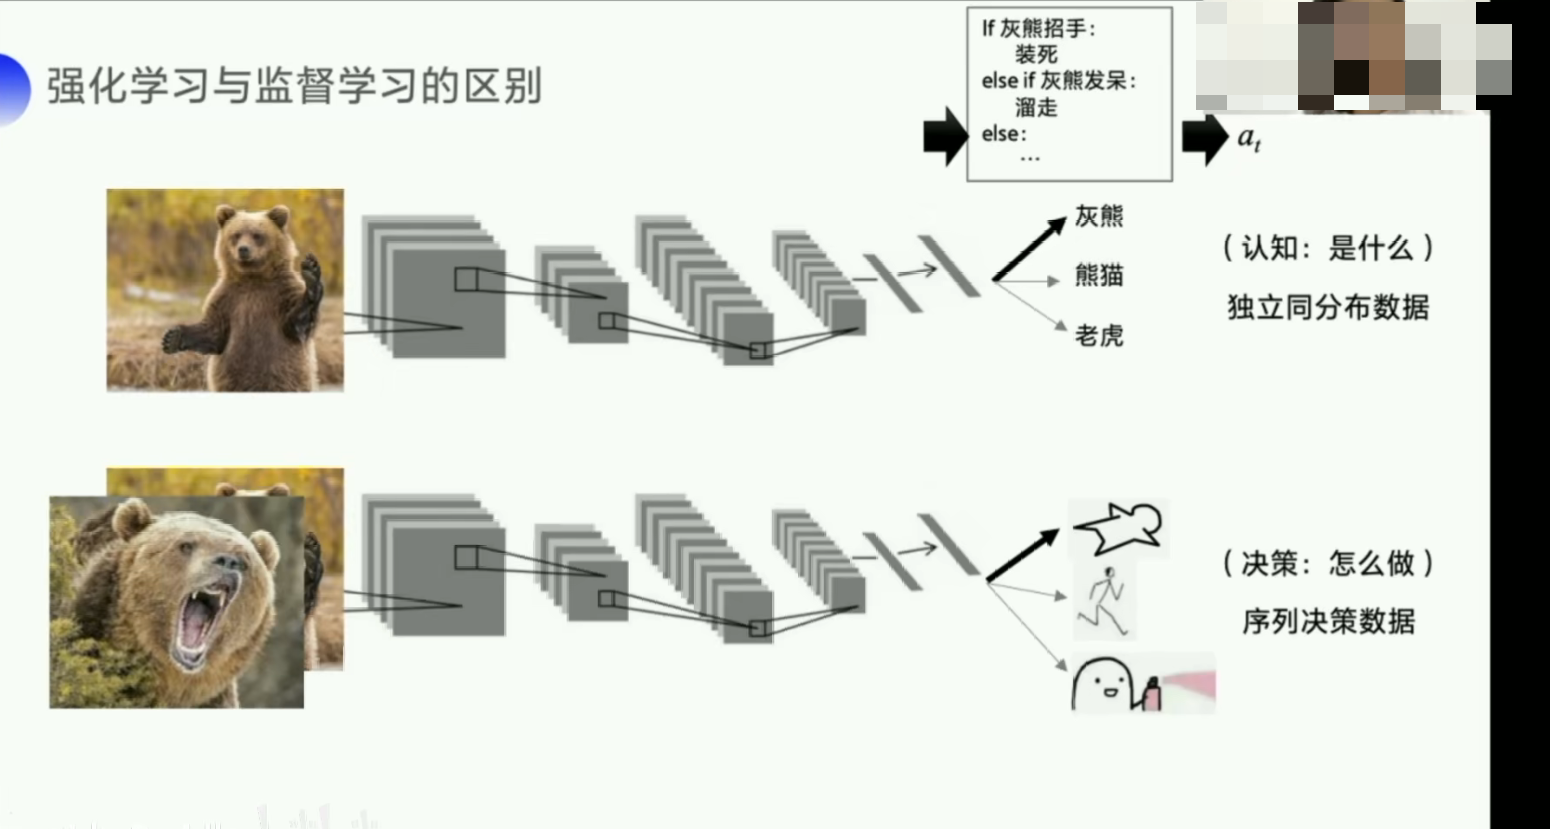 强化学习与监督学习的区别
If 灰熊招手:
装死
else if 灰熊发呆:
溜走
else:
...
a_t
灰熊
熊猫
老虎
(认知:是什么)
独立同分布数据
(决策:怎么做)
序列决策数据